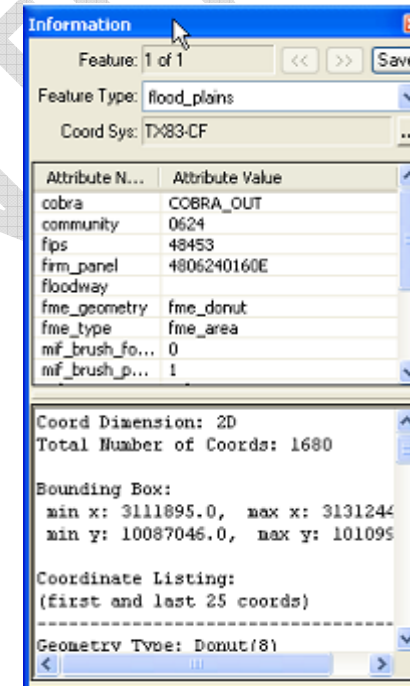 Information
Feature: 1 of 1 << >> Save
Feature Type: flood_plains
Coord Sys: TX83-CF ...
Attribute N... Attribute Value
cobra COBRA_OUT
community 0624
fips 48453
firm_panel 4806240160E
floodway
fme_geometry fme_donut
fme_type fme_area
mif_brush_fo... 0
mif_brush_p... 1
Coord Dimension: 2D
Total Number of Coords: 1680
Bounding Box:
min x: 3111895.0, max x: 3131244
min y: 10087046.0, max y: 101099
Coordinate Listing:
(first and last 25 coords)
Geometry Type: Donut(8)